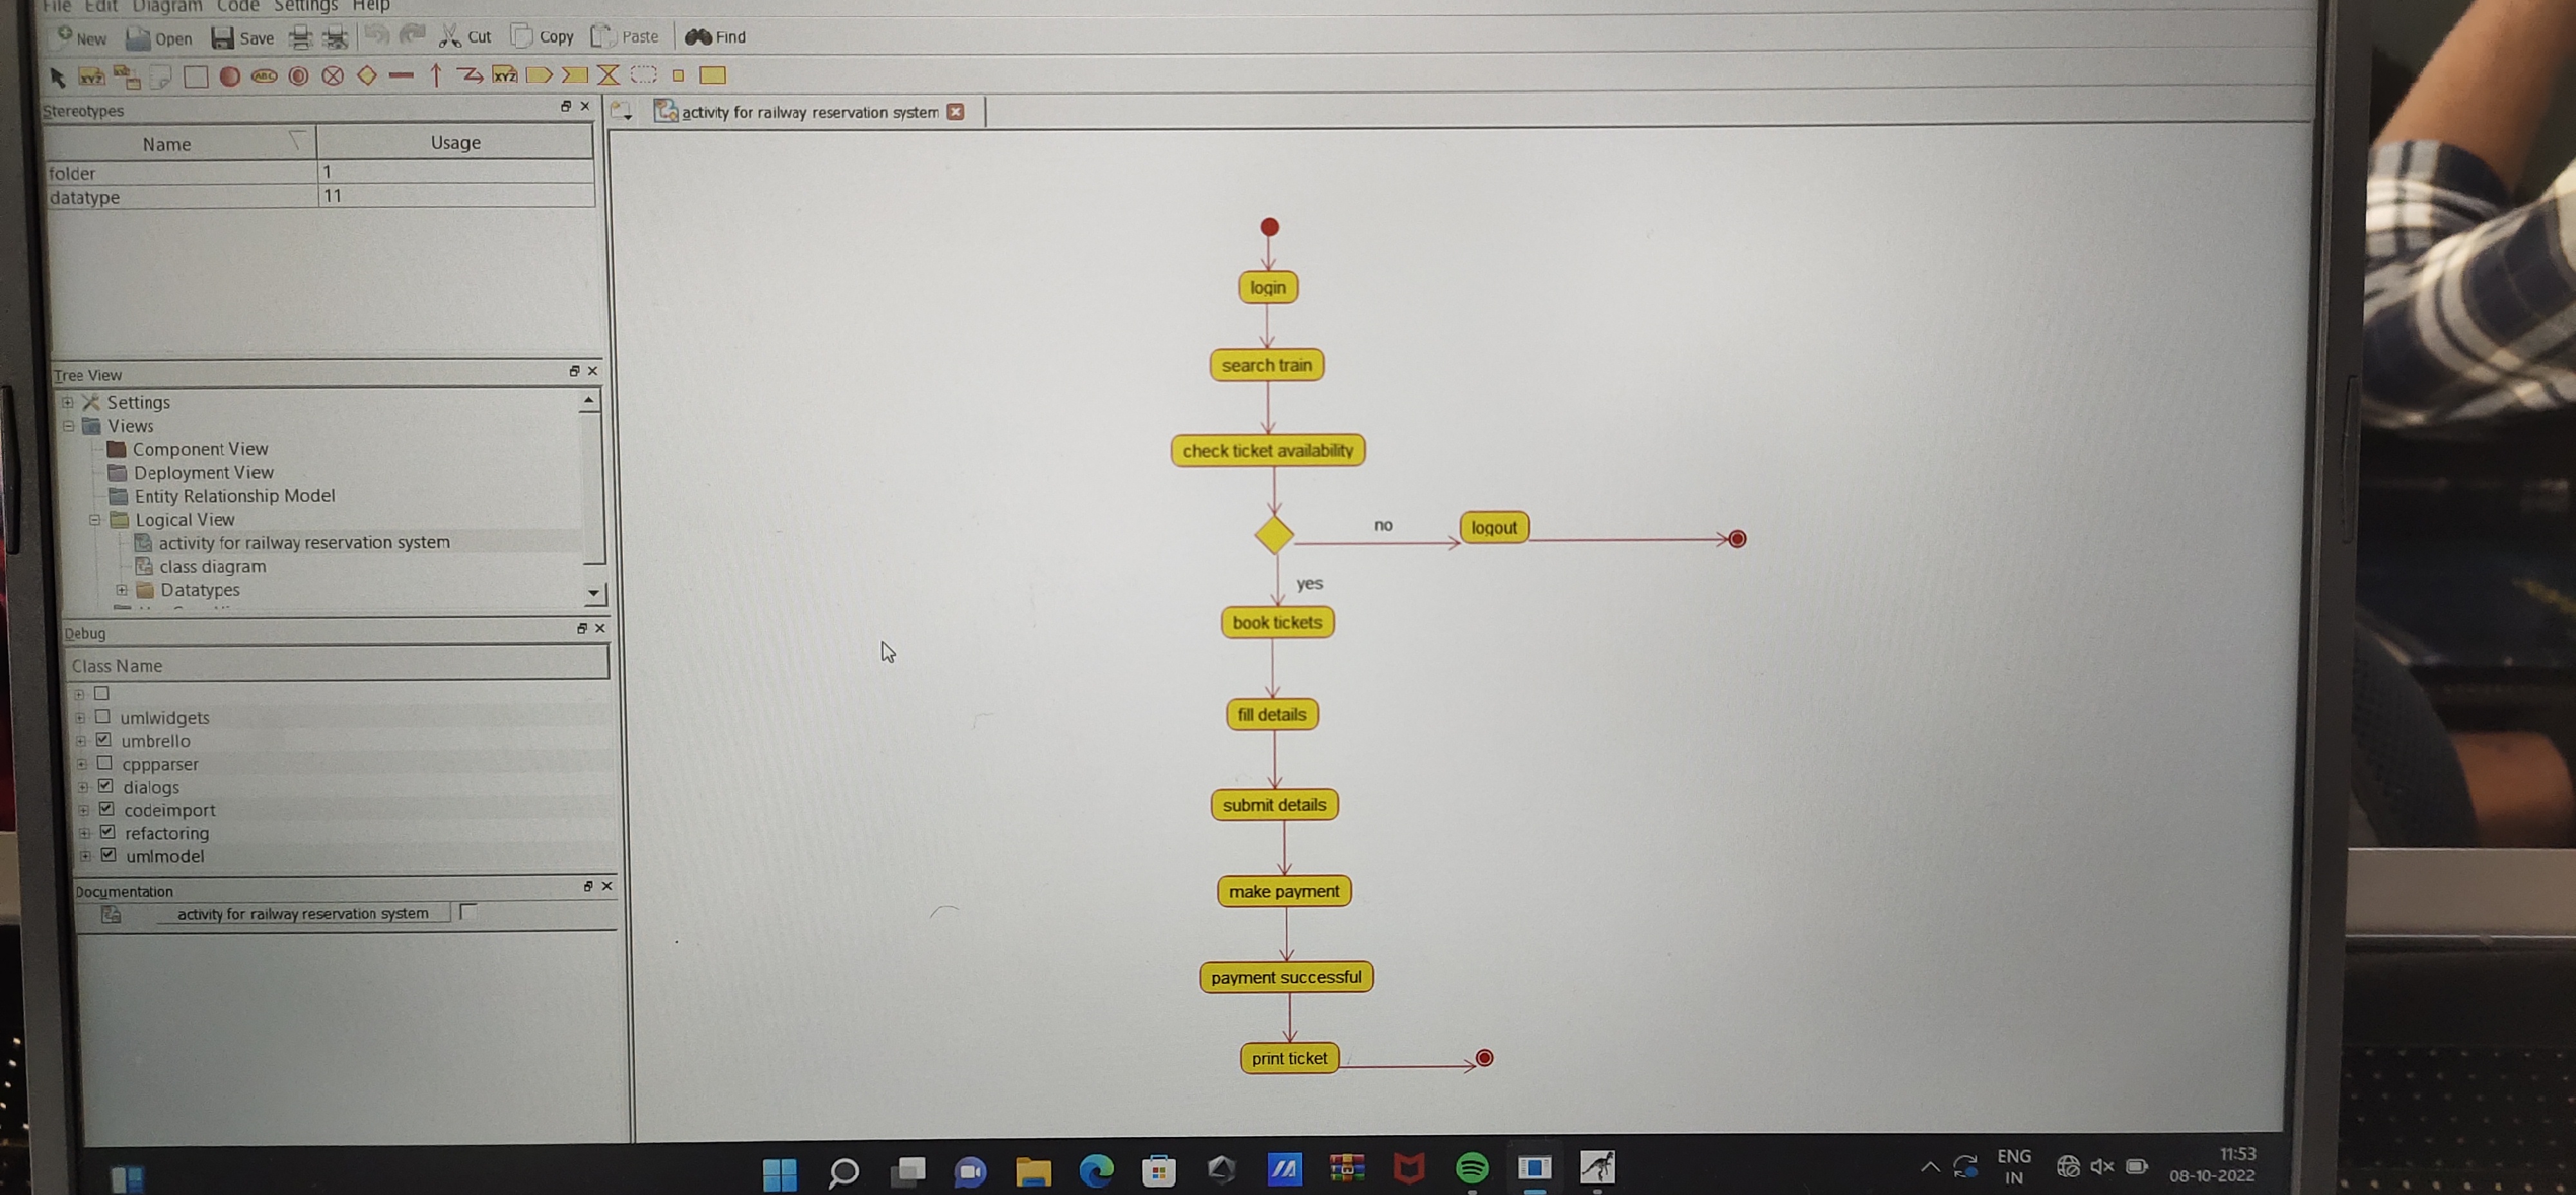 File Edit Diagram Code Settings Help
New Open Save Cut Copy Paste Find
XYZ ABC XYZ
Stereotypes
Name Usage
folder 1
datatype 11
Tree View
Settings
Views
Component View
Deployment View
Entity Relationship Model
Logical View
activity for railway reservation system
class diagram
Datatypes
Debug
Class Name
umlwidgets
umbrello
cppparser
dialogs
codeimport
refactoring
umlmodel
Documentation
activity for railway reservation system
activity for railway reservation system
login
search train
check ticket availability
no
logout
yes
book tickets
fill details
submit details
make payment
payment successful
print ticket
ENG
IN
11:53
08-10-2022